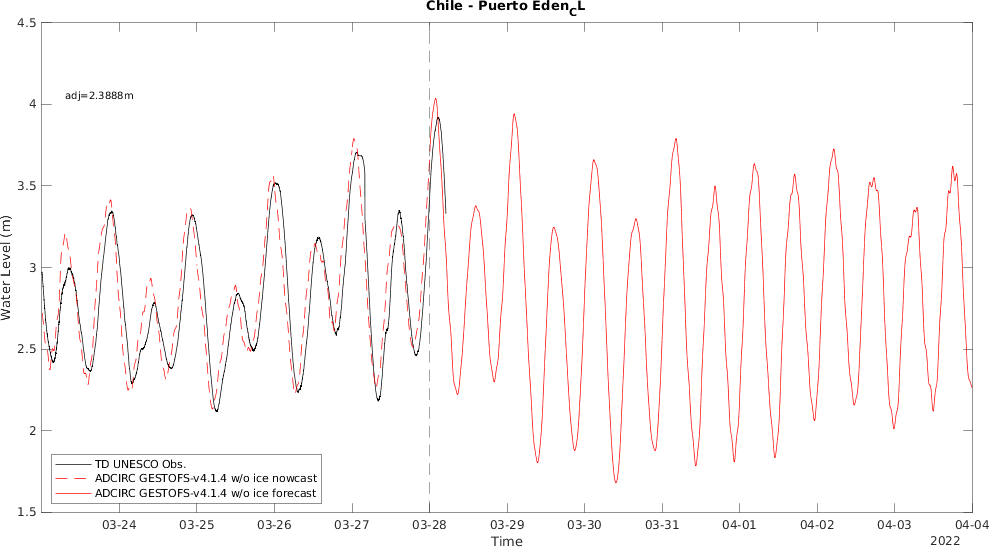 Chile - Puerto Eden_CL
4.5
4
3.5
3
2.5
2
1.5
Water Level (m)
adj=2.3888m
TD UNESCO Obs.
ADCIRC GESTOFS-v4.1.4 w/o ice nowcast
ADCIRC GESTOFS-v4.1.4 w/o ice forecast
03-24 03-25 03-26 03-27 03-28 03-29 03-30 03-31 04-01 04-02 04-03 04-04
Time
2022